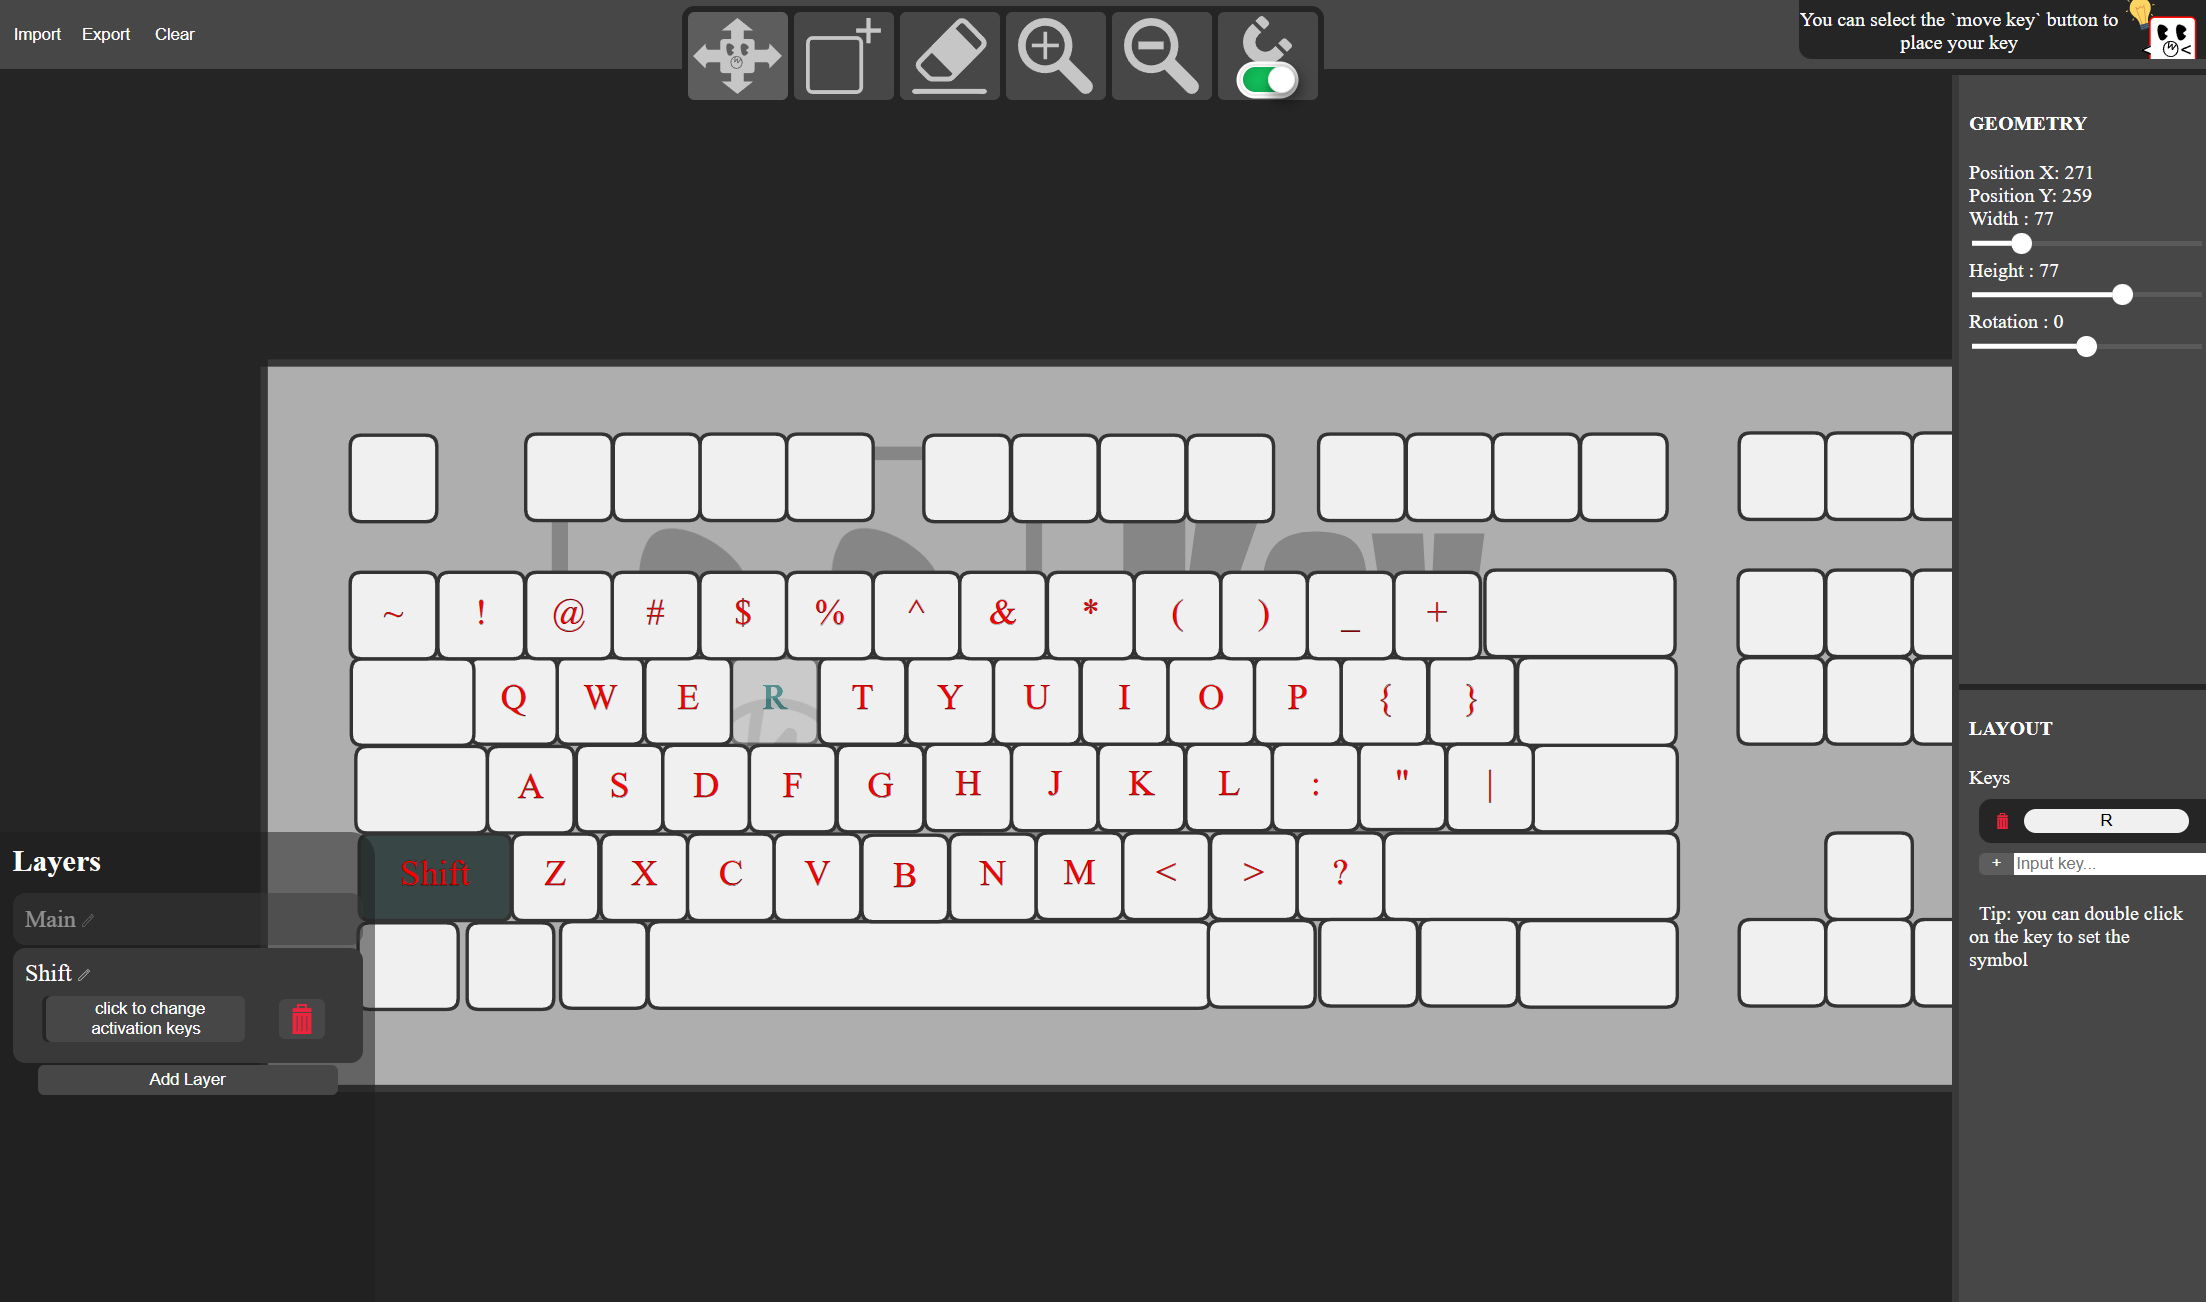 Import Export Clear
You can select the `move key` button to
place your key
GEOMETRY
Position X: 271
Position Y: 259
Width : 77
Height : 77
Rotation : 0
~ ! @ # $ % ^ & * ( ) _ +
Q W E R T Y U I O P { }
A S D F G H J K L : " |
Shift Z X C V B N M < > ?
Layers
Main
Shift
click to change
activation keys
Add Layer
LAYOUT
Keys
R
+ Input key...
Tip: you can double click
on the key to set the
symbol